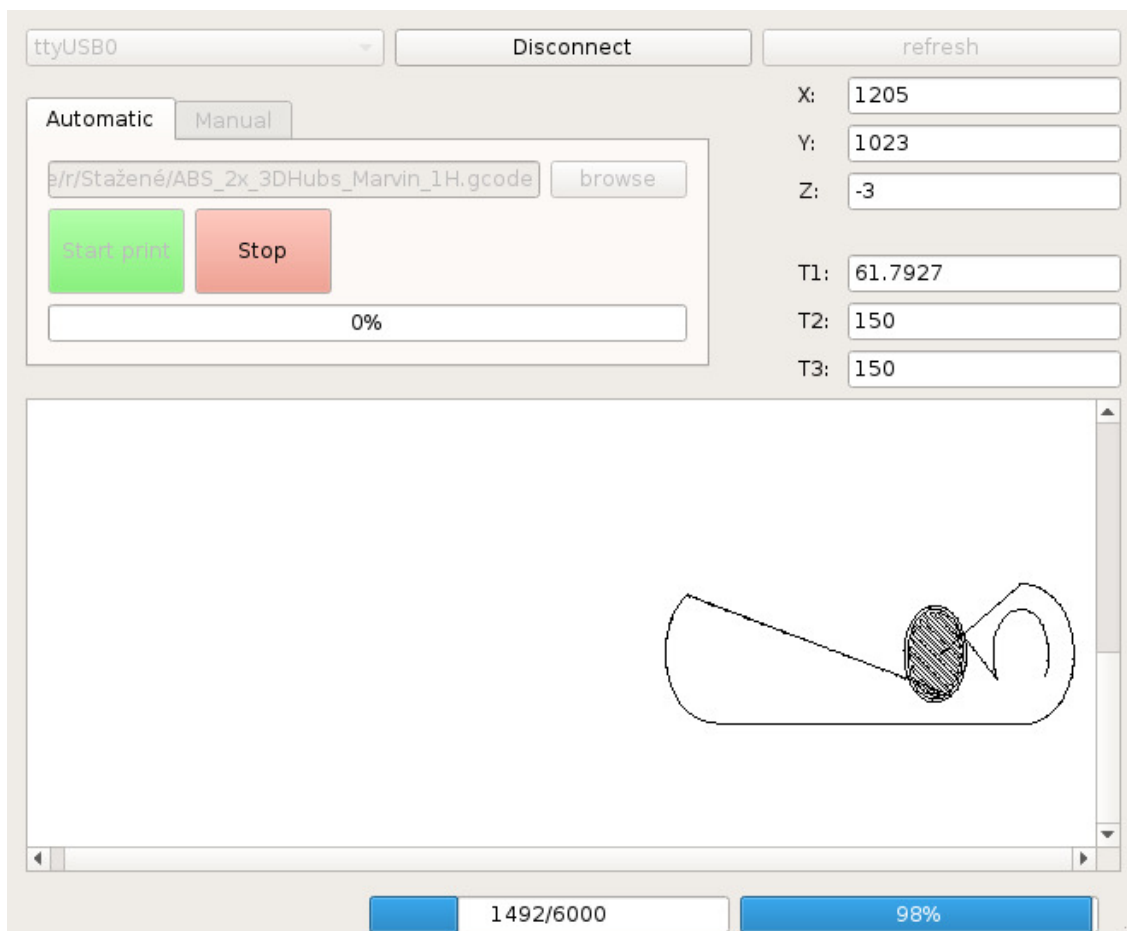 ttyUSB0 Disconnect refresh
Automatic Manual
X: 1205
Y: 1023
e/r/Stažené/ABS_2x_3DHubs_Marvin_1H.gcode browse
Z: -3
Start print Stop
T1: 61.7927
T2: 150
0%
T3: 150
1492/6000 98%